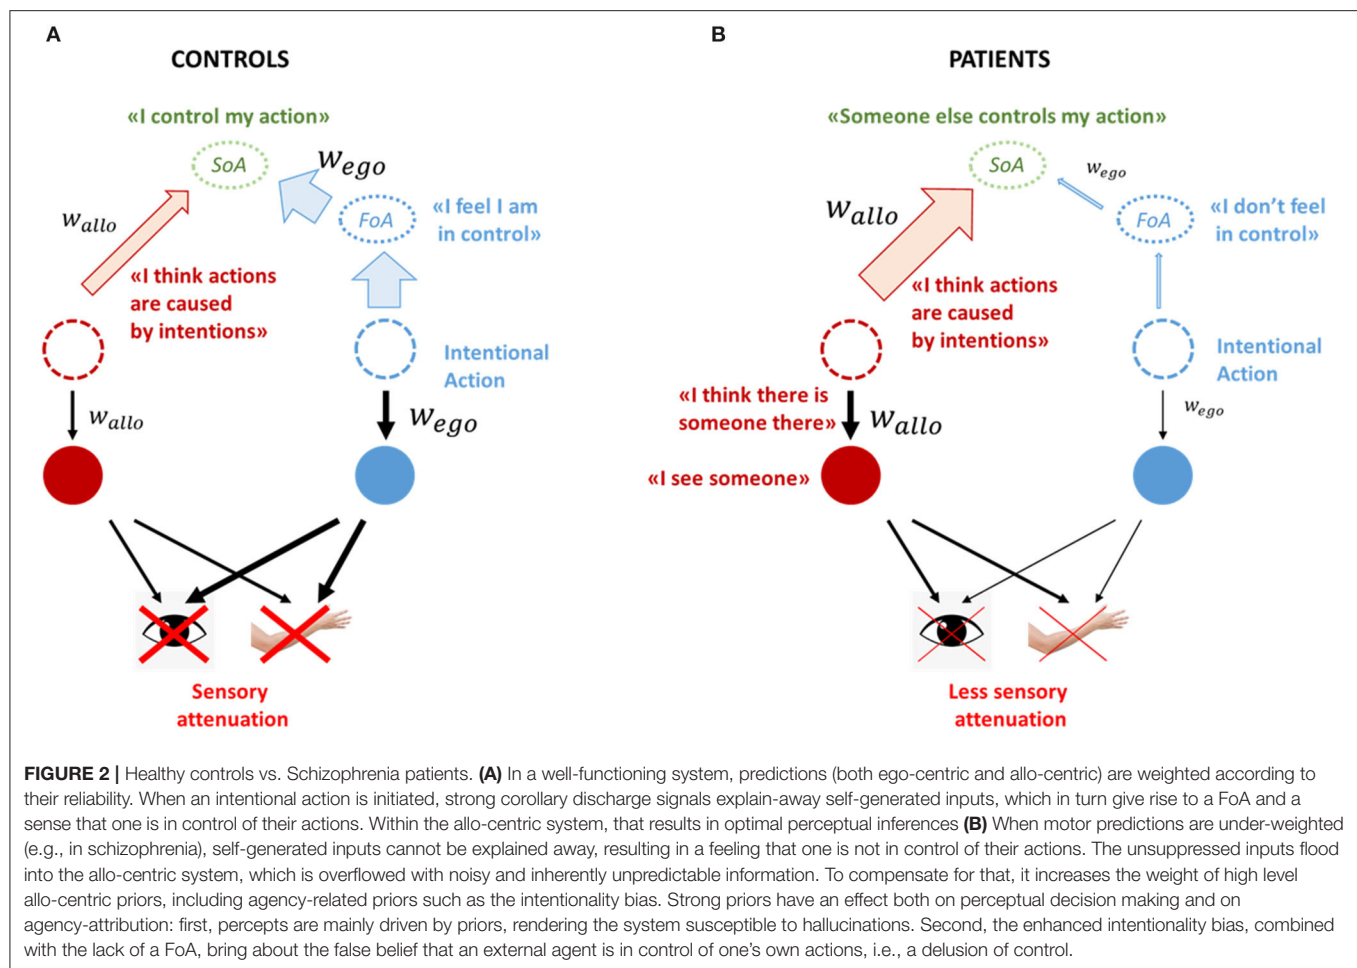 A
CONTROLS
«I control my action»
SoA
wego
wallo
FoA
«I feel I am
in control»
«I think actions
are caused
by intentions»
Intentional
Action
wallo
wego
Sensory
attenuation
B
PATIENTS
«Someone else controls my action»
SoA
wego
wallo
FoA
«I don't feel
in control»
«I think actions
are caused
by intentions»
Intentional
Action
«I think there is
someone there»
wallo
wego
«I see someone»
Less sensory
attenuation
FIGURE 2 | Healthy controls vs. Schizophrenia patients. (A) In a well-functioning system, predictions (both ego-centric and allo-centric) are weighted according to
their reliability. When an intentional action is initiated, strong corollary discharge signals explain-away self-generated inputs, which in turn give rise to a FoA and a
sense that one is in control of their actions. Within the allo-centric system, that results in optimal perceptual inferences (B) When motor predictions are under-weighted
(e.g., in schizophrenia), self-generated inputs cannot be explained away, resulting in a feeling that one is not in control of their actions. The unsuppressed inputs flood
into the allo-centric system, which is overflowed with noisy and inherently unpredictable information. To compensate for that, it increases the weight of high level
allo-centric priors, including agency-related priors such as the intentionality bias. Strong priors have an effect both on perceptual decision making and on
agency-attribution: first, percepts are mainly driven by priors, rendering the system susceptible to hallucinations. Second, the enhanced intentionality bias, combined
with the lack of a FoA, bring about the false belief that an external agent is in control of one's own actions, i.e., a delusion of control.